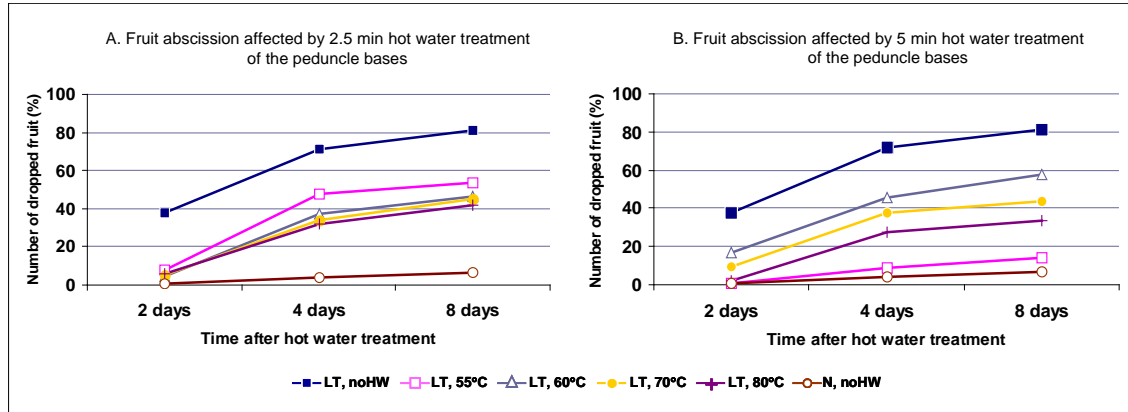 A. Fruit abscission affected by 2.5 min hot water treatment
of the peduncle bases
Number of dropped fruit (%)
100
80
60
40
20
0
2 days
4 days
8 days
Time after hot water treatment
B. Fruit abscission affected by 5 min hot water treatment
of the peduncle bases
Number of dropped fruit (%)
100
80
60
40
20
0
2 days
4 days
8 days
Time after hot water treatment
LT, noHW LT, 55ºC LT, 60ºC LT, 70ºC LT, 80ºC N, noHW